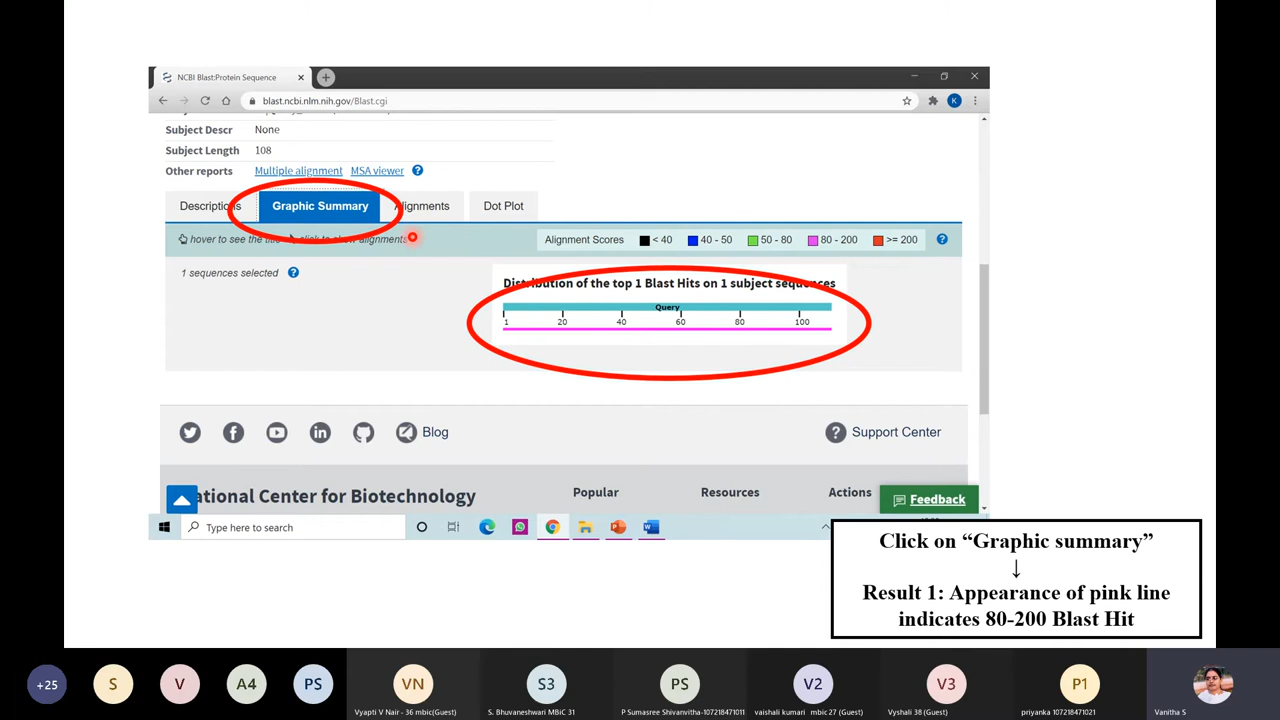 NCBI Blast:Protein Sequence
blast.ncbi.nlm.nih.gov/Blast.cgi
K
Subject Descr None
Subject Length 108
Other reports Multiple alignment MSA viewer ?
Descriptions Graphic Summary Alignments Dot Plot
hover to see the title click to show alignments Alignment Scores < 40 40 - 50 50 - 80 80 - 200 >= 200 ?
1 sequences selected ?
Distribution of the top 1 Blast Hits on 1 subject sequences
Query
1 20 40 60 80 100
Blog ? Support Center
ational Center for Biotechnology Popular Resources Actions
Feedback
Type here to search
Click on “Graphic summary”
↓
Result 1: Appearance of pink line
indicates 80-200 Blast Hit
+25 S V A4 PS VN S3 PS V2 V3 P1
Vyapti V Nair - 36 mbic(Guest) S. Bhuvaneshwari MBiC 31 P Sumasree Shivanvitha-107218471011 vaishali kumari mbic 27 (Guest) Vyshali 38 (Guest) priyanka 107218471021 Vanitha S